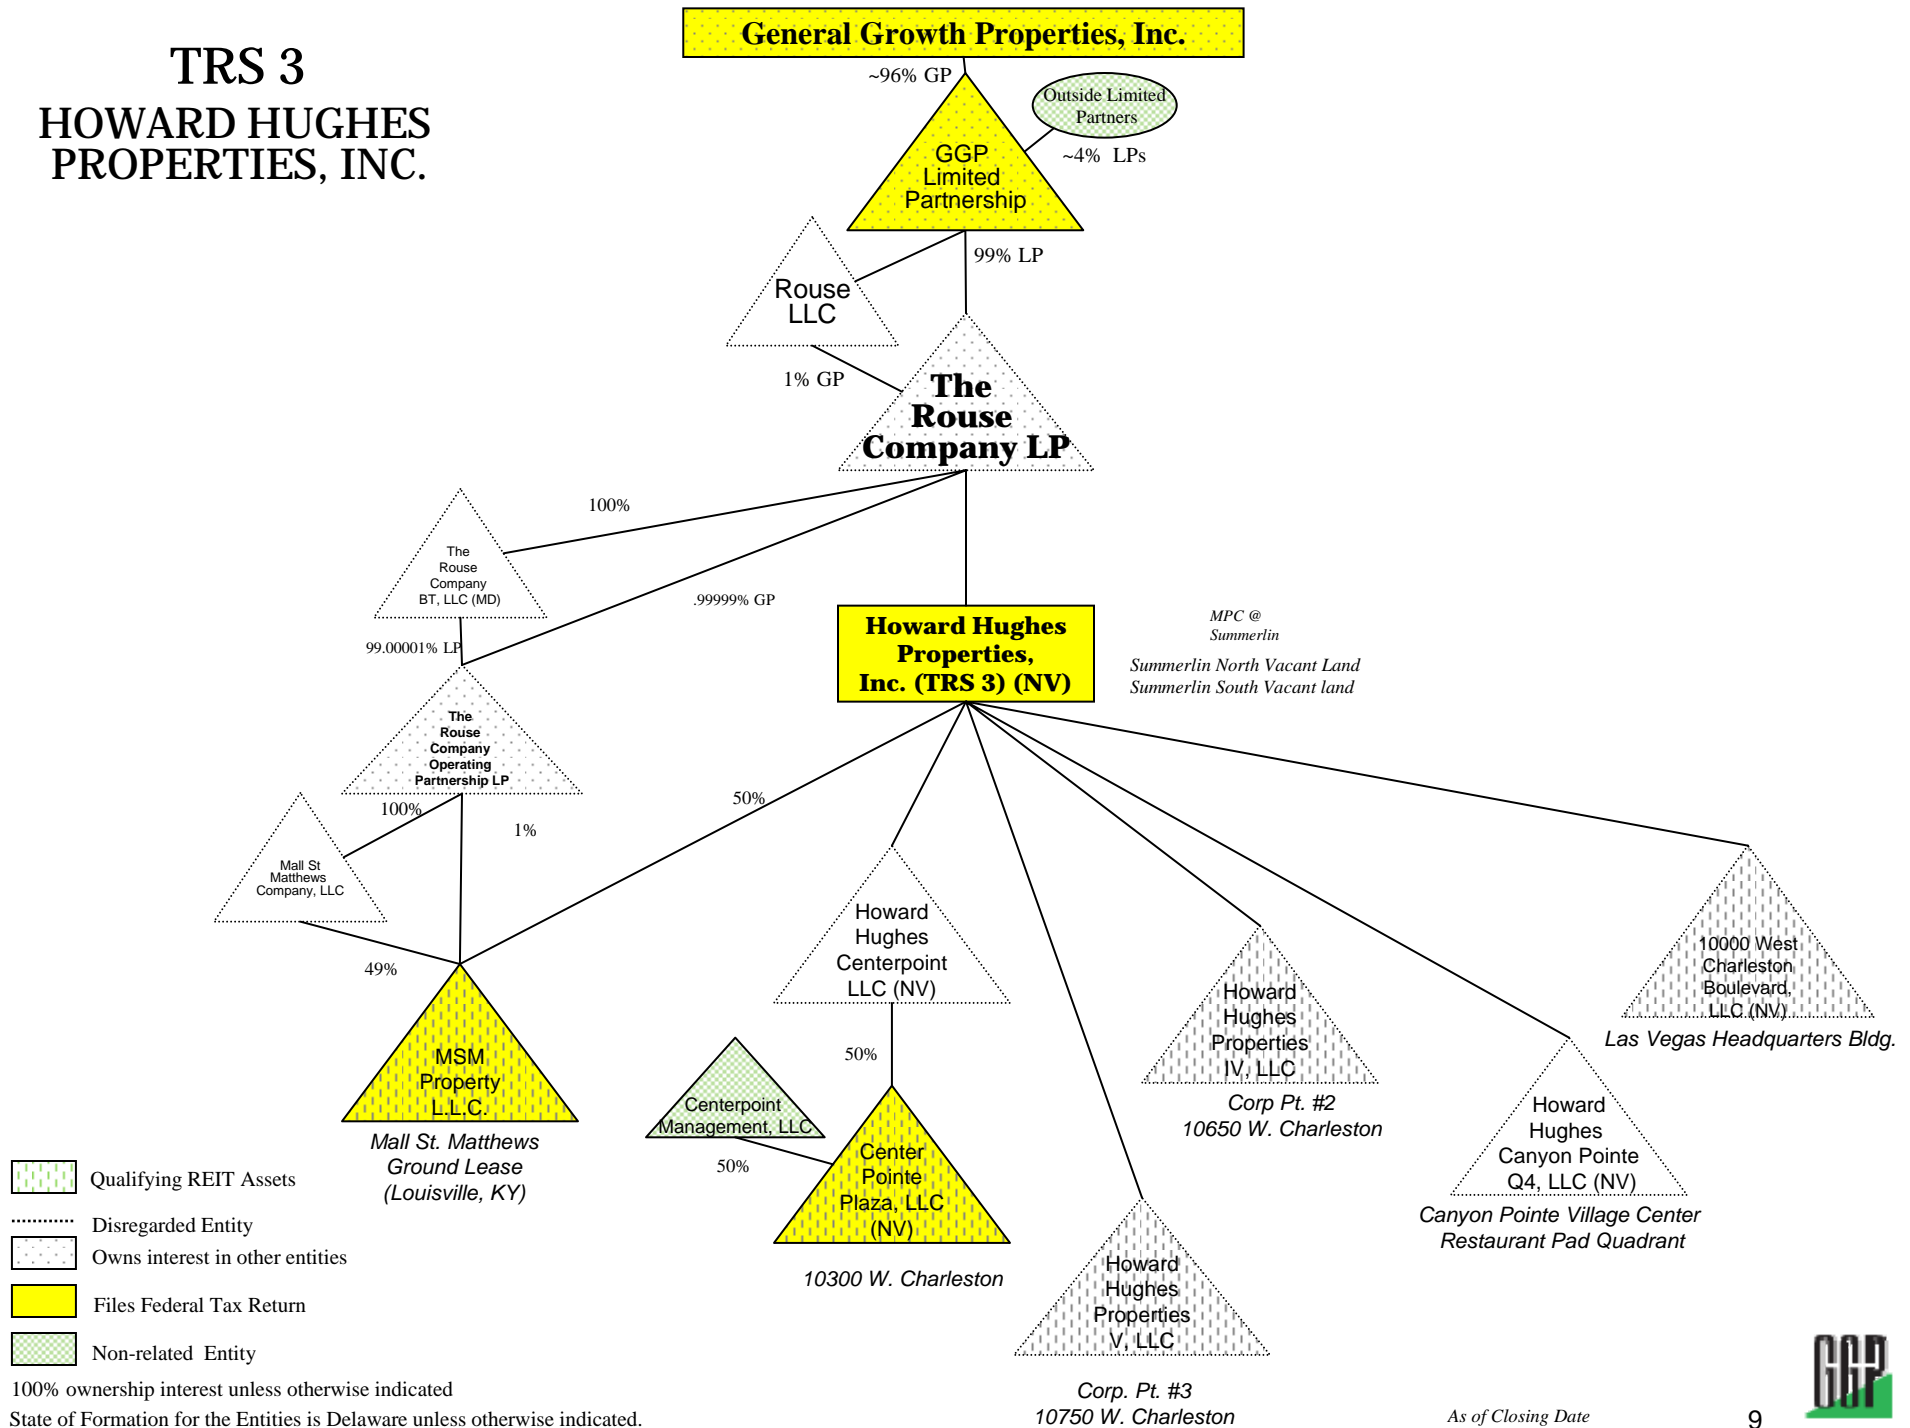 General Growth Properties, Inc.
TRS 3
HOWARD HUGHES
PROPERTIES, INC.
~96% GP
Outside Limited
Partners
~4% LPs
GGP
Limited
Partnership
99% LP
Rouse
LLC
1% GP
The
Rouse
Company LP
100%
The
Rouse
Company
BT, LLC (MD)
.99999% GP
99.00001% LP
Howard Hughes
Properties,
Inc. (TRS 3) (NV)
MPC @
Summerlin
Summerlin North Vacant Land
Summerlin South Vacant land
The
Rouse
Company
Operating
Partnership LP
100%
1%
50%
Mall St
Matthews
Company, LLC
49%
Howard
Hughes
Centerpoint
LLC (NV)
50%
Howard
Hughes
Properties
IV, LLC
Corp Pt. #2
10650 W. Charleston
10000 West
Charleston
Boulevard,
LLC (NV)
Las Vegas Headquarters Bldg.
MSM
Property
L.L.C.
Mall St. Matthews
Ground Lease
(Louisville, KY)
Centerpoint
Management, LLC
50%
Center
Pointe
Plaza, LLC
(NV)
10300 W. Charleston
Howard
Hughes
Canyon Pointe
Q4, LLC (NV)
Canyon Pointe Village Center
Restaurant Pad Quadrant
Howard
Hughes
Properties
V, LLC
Corp. Pt. #3
10750 W. Charleston
Qualifying REIT Assets
Disregarded Entity
Owns interest in other entities
Files Federal Tax Return
Non-related Entity
100% ownership interest unless otherwise indicated
State of Formation for the Entities is Delaware unless otherwise indicated.
As of Closing Date
9
GGP